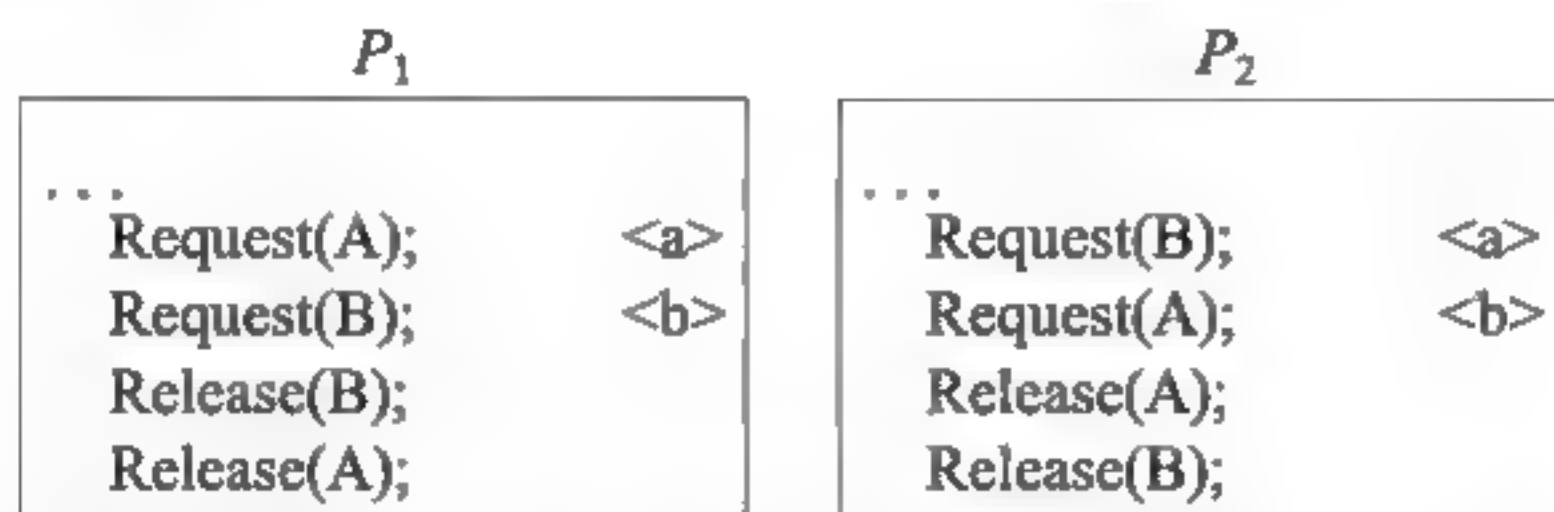 P1
...
Request(A); <a>
Request(B); <b>
Release(B);
Release(A);
P2
...
Request(B); <a>
Request(A); <b>
Release(A);
Release(B);